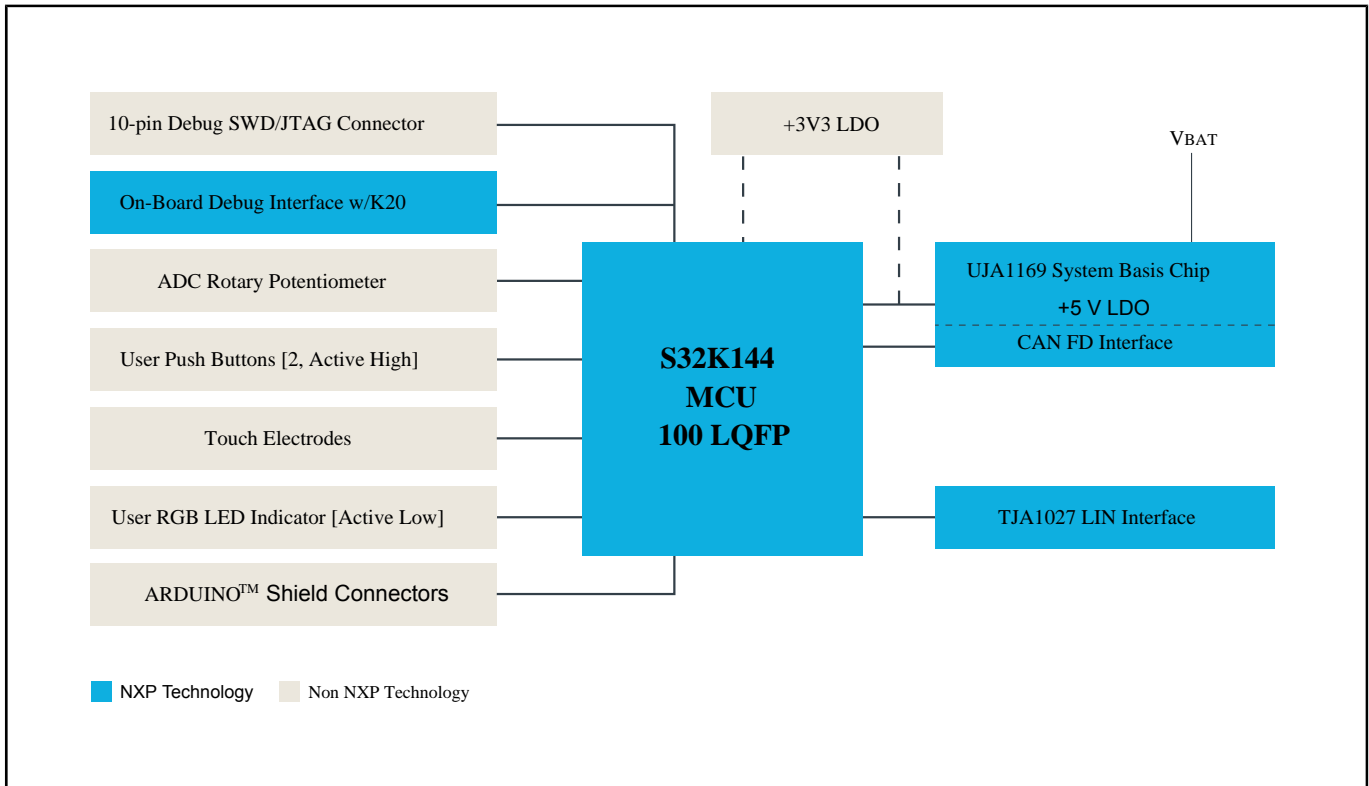 10-pin Debug SWD/JTAG Connector
On-Board Debug Interface w/K20
ADC Rotary Potentiometer
User Push Buttons [2, Active High]
Touch Electrodes
User RGB LED Indicator [Active Low]
ARDUINO™ Shield Connectors
+3V3 LDO
S32K144
MCU
100 LQFP
VBAT
UJA1169 System Basis Chip
+5 V LDO
CAN FD Interface
TJA1027 LIN Interface
NXP Technology
Non NXP Technology